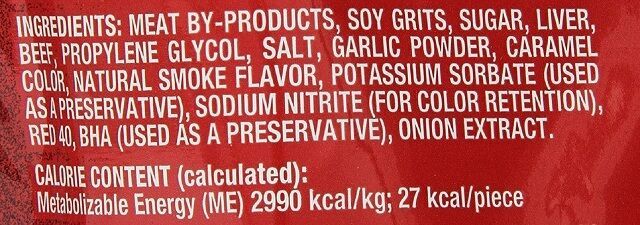 INGREDIENTS: MEAT BY-PRODUCTS, SOY GRITS, SUGAR, LIVER,
BEEF, PROPYLENE GLYCOL, SALT, GARLIC POWDER, CARAMEL
COLOR, NATURAL SMOKE FLAVOR, POTASSIUM SORBATE (USED
AS A PRESERVATIVE), SODIUM NITRITE (FOR COLOR RETENTION),
RED 40, BHA (USED AS A PRESERVATIVE), ONION EXTRACT.
CALORIE CONTENT (calculated):
Metabolizable Energy (ME) 2990 kcal/kg; 27 kcal/piece